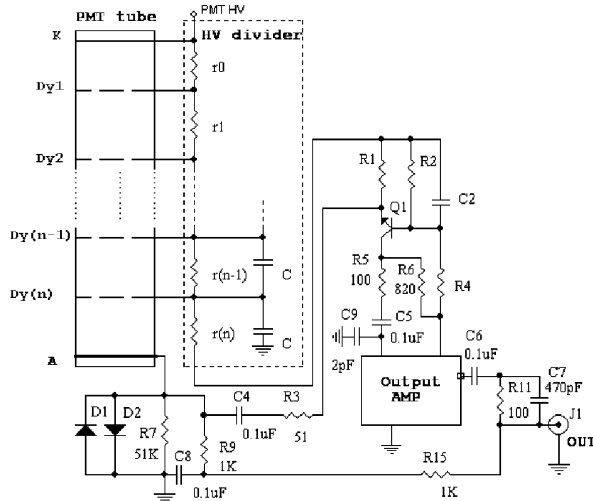 PMT HV
PMT tube
HV divider
K
r0
Dy1
r1
Dy2
R1
R2
C2
Q1
Dy(n-1)
C
r(n-1)
R5
100
R6
820
R4
Dy(n)
C
r(n)
C9
2pF
C5
0.1uF
C6
0.1uF
A
Output
AMP
C7
470pF
R11
100
J1
OUT
D1
D2
R7
51K
C4
0.1uF
R3
51
C8
0.1uF
R9
1K
R15
1K